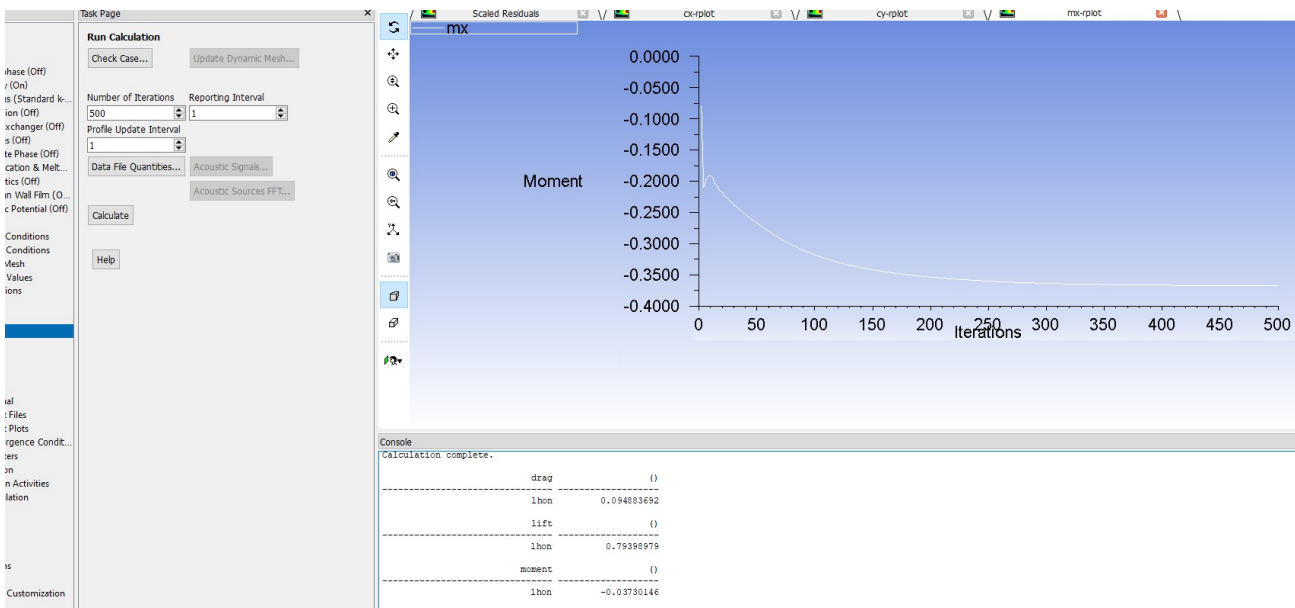 Task Page
Scaled Residuals
cx-rplot
cy-rplot
mx-rplot
Run Calculation
Check Case...
Update Dynamic Mesh...
Number of Iterations
Reporting Interval
500
1
Profile Update Interval
1
Data File Quantities...
Acoustic Signals...
Acoustic Sources FFT...
Calculate
Help
hase (Off)
(On)
s (Standard k-...
ion (Off)
xchanger (Off)
s (Off)
te Phase (Off)
ication & Melt...
tics (Off)
n Wall Film (O...
c Potential (Off)
Conditions
Conditions
Mesh
Values
ions
al
Files
Plots
rgence Condit...
ters
on
n Activities
lation
ns
Customization
mx
0.0000
-0.0500
-0.1000
-0.1500
-0.2000
-0.2500
-0.3000
-0.3500
-0.4000
Moment
0 50 100 150 200 250 300 350 400 450 500
Iterations
Console
Calculation complete.
drag ()
lhon 0.094883692
lift ()
lhon 0.79398979
moment ()
lhon -0.03730146